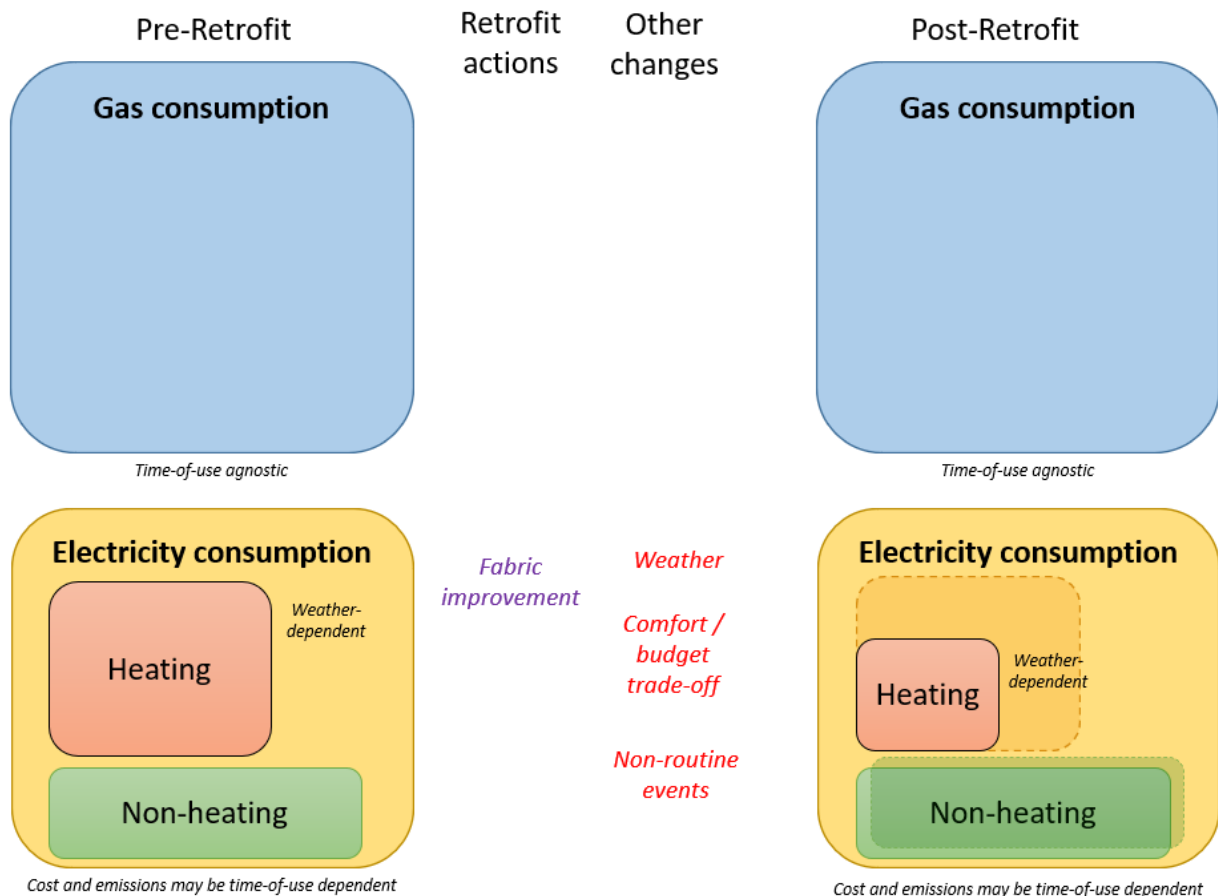 Pre-Retrofit
Retrofit
actions
Other
changes
Post-Retrofit
Gas consumption
Gas consumption
Time-of-use agnostic
Time-of-use agnostic
Electricity consumption
Weather-
dependent
Heating
Non-heating
Cost and emissions may be time-of-use dependent
Fabric
improvement
Weather
Comfort /
budget
trade-off
Non-routine
events
Electricity consumption
Weather-
dependent
Heating
Non-heating
Cost and emissions may be time-of-use dependent